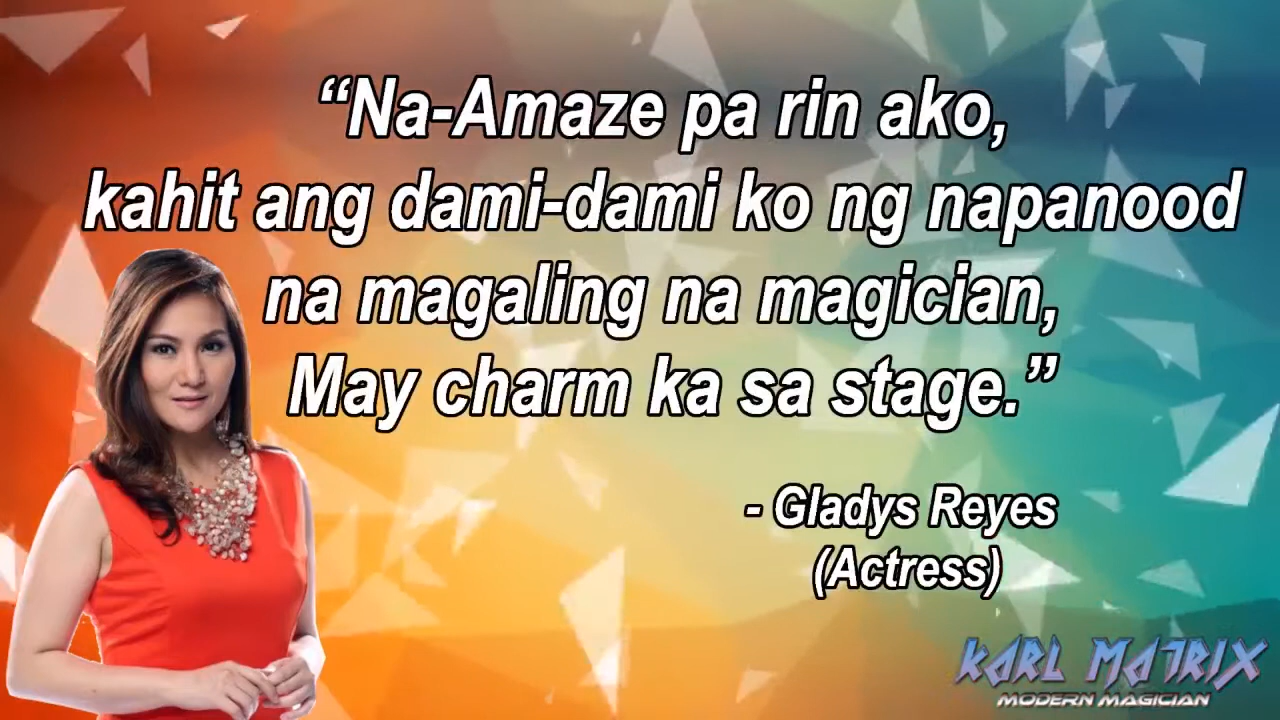 “Na-Amaze pa rin ako,
kahit ang dami-dami ko ng napanood
na magaling na magician,
May charm ka sa stage.”
- Gladys Reyes
(Actress)
KARL MATRIX
MODERN MAGICIAN